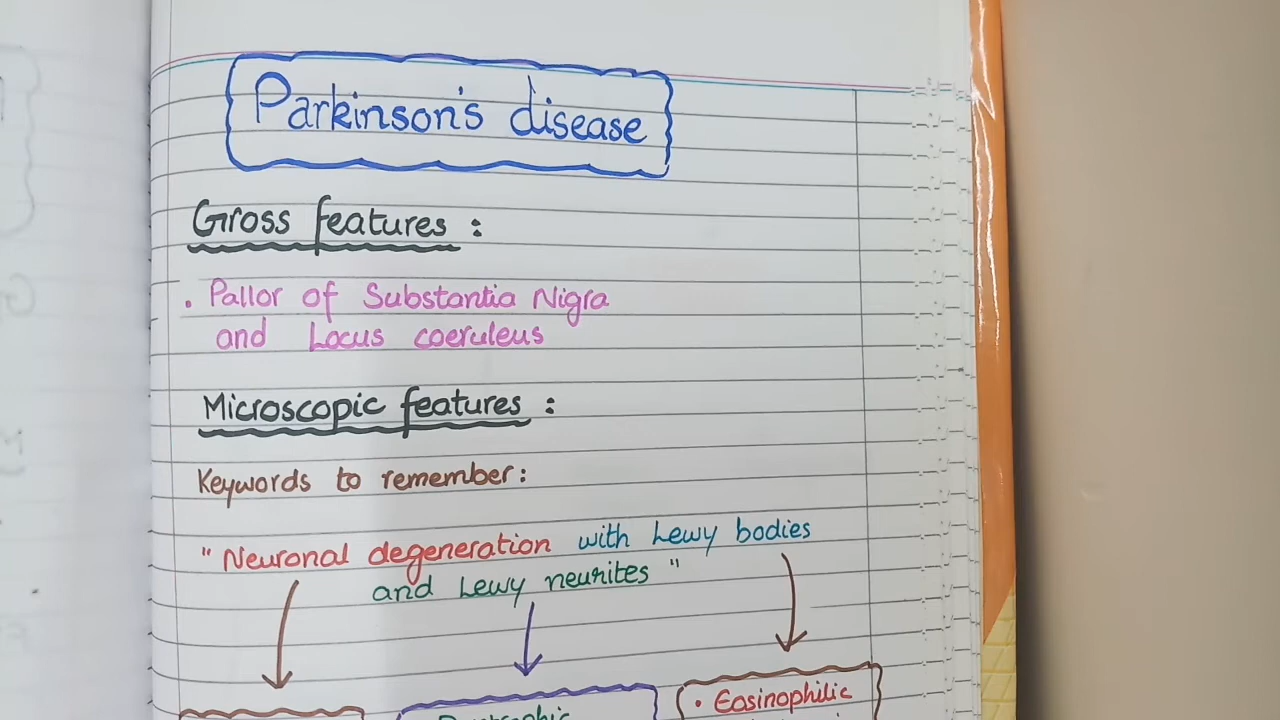 Parkinson's disease
Gross features :
. Pallor of Substantia Nigra
and Locus coeruleus
Microscopic features :
Keywords to remember :
" Neuronal degeneration with Lewy bodies
and Lewy neurites "
• Eosinophilic